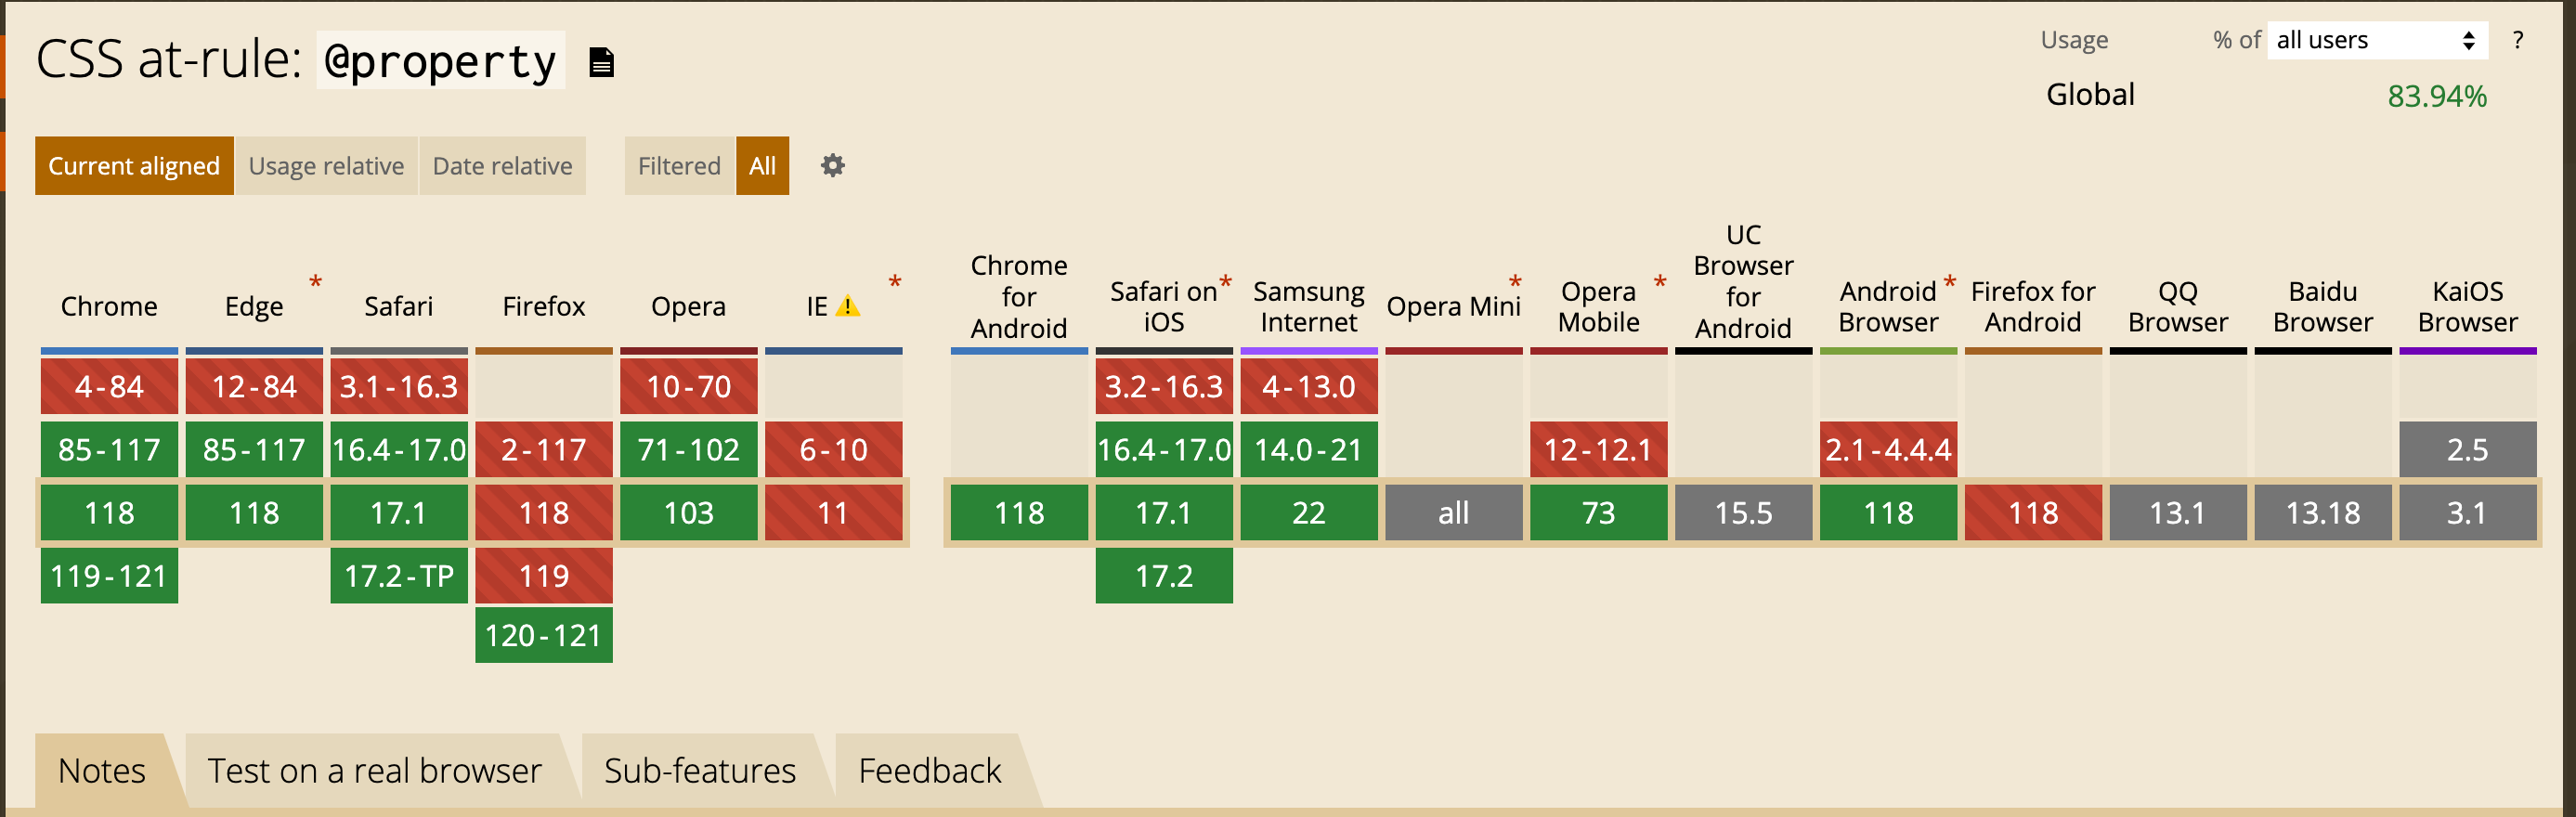 CSS at-rule: @property
Usage % of all users ?
Global 83.94%
Current aligned Usage relative Date relative Filtered All
Chrome Edge * Safari Firefox Opera IE *
Chrome for Android
Safari on iOS *
Samsung Internet
Opera Mini *
Opera Mobile *
UC Browser for Android
Android Browser *
Firefox for Android
QQ Browser
Baidu Browser
KaiOS Browser
4-84 12-84 3.1-16.3 10-70 3.2-16.3 4-13.0
85-117 85-117 16.4-17.0 2-117 71-102 6-10 16.4-17.0 14.0-21 12-12.1 2.1-4.4.4 2.5
118 118 17.1 118 103 11 118 17.1 22 all 73 15.5 118 118 13.1 13.18 3.1
119-121 17.2-TP 119 17.2
120-121
Notes Test on a real browser Sub-features Feedback